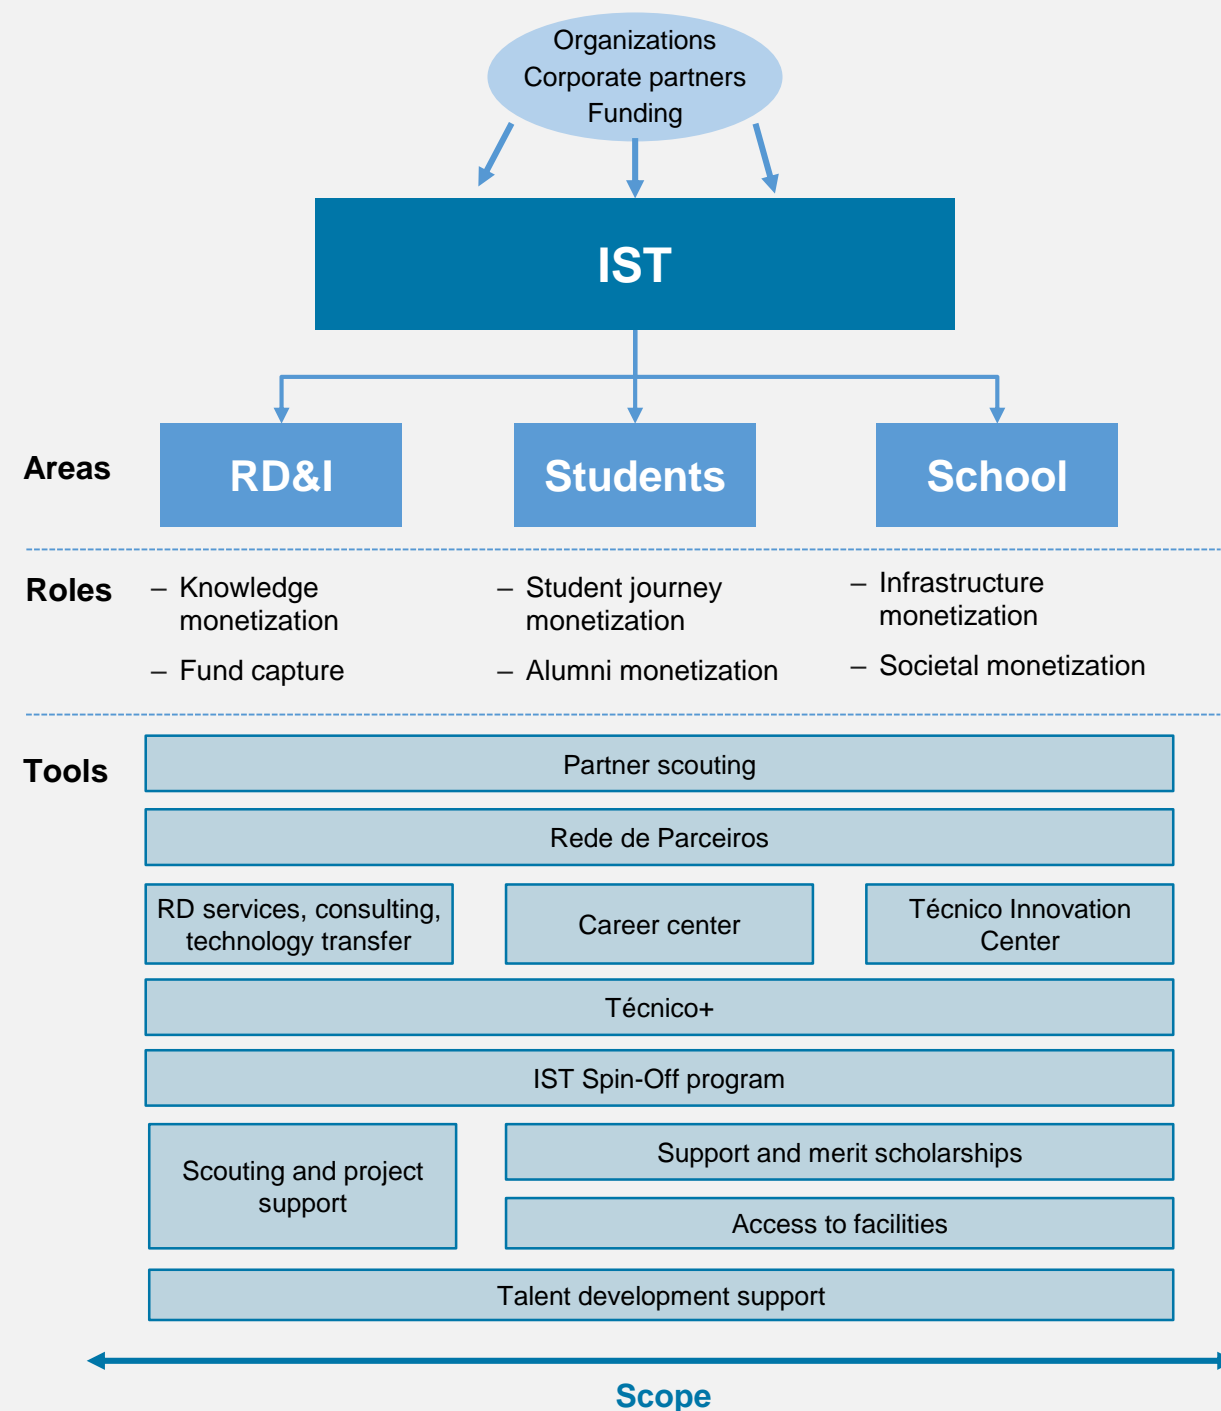 Organizations
Corporate partners
Funding
IST
Areas
RD&I
Students
School
Roles
– Knowledge
monetization
– Fund capture
– Student journey
monetization
– Alumni monetization
– Infrastructure
monetization
– Societal monetization
Tools
Partner scouting
Rede de Parceiros
RD services, consulting,
technology transfer
Career center
Técnico Innovation
Center
Técnico+
IST Spin-Off program
Scouting and project
support
Support and merit scholarships
Access to facilities
Talent development support
Scope